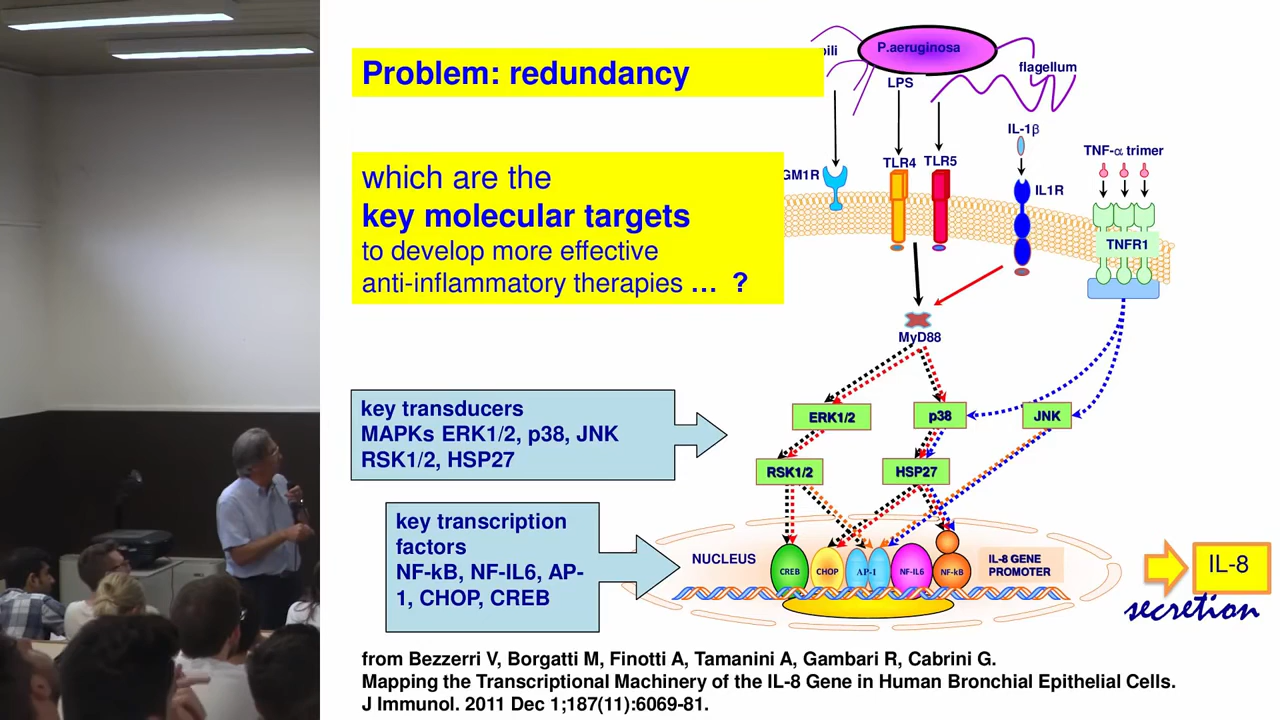 Problem: redundancy
which are the
key molecular targets
to develop more effective
anti-inflammatory therapies ... ?
pili
P.aeruginosa
LPS
flagellum
IL-1β
TNF-α trimer
GM1R
TLR4
TLR5
IL1R
TNFR1
MyD88
key transducers
MAPKs ERK1/2, p38, JNK
RSK1/2, HSP27
ERK1/2
p38
JNK
RSK1/2
HSP27
key transcription
factors
NF-kB, NF-IL6, AP-
1, CHOP, CREB
NUCLEUS
CREB
CHOP
AP-1
NF-IL6
NF-kB
IL-8 GENE
PROMOTER
IL-8
secretion
from Bezzerri V, Borgatti M, Finotti A, Tamanini A, Gambari R, Cabrini G.
Mapping the Transcriptional Machinery of the IL-8 Gene in Human Bronchial Epithelial Cells.
J Immunol. 2011 Dec 1;187(11):6069-81.